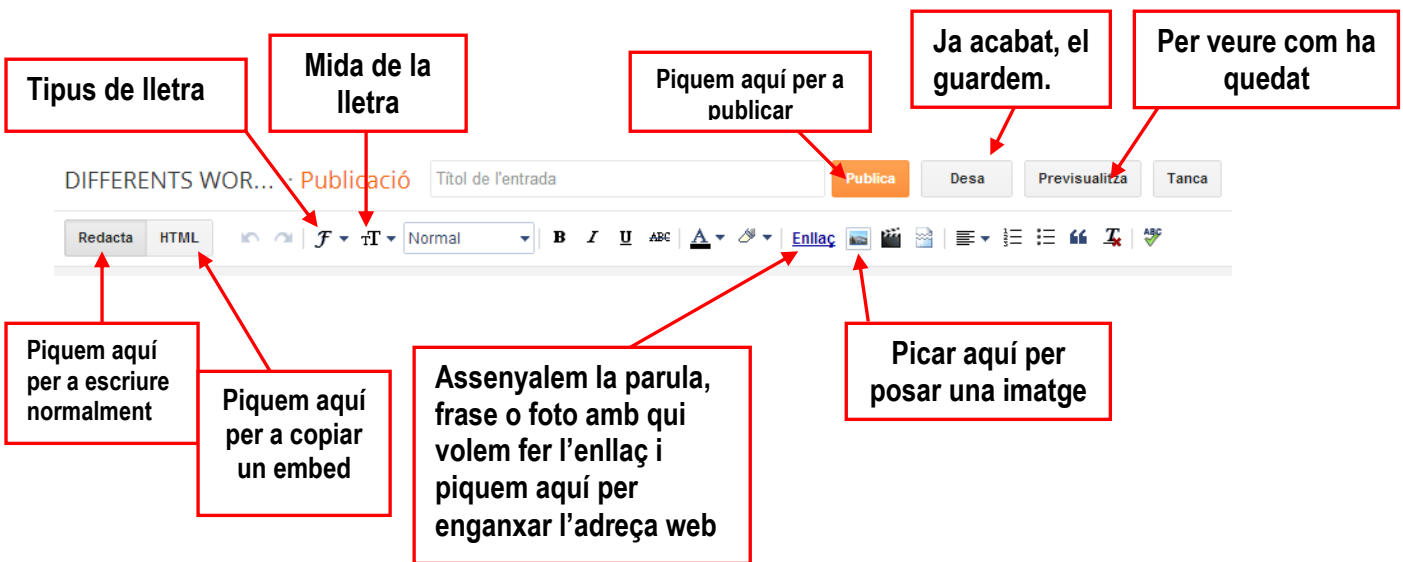 Tipus de lletra
Mida de la
lletra
Piquem aquí per a
publicar
Ja acabat, el
guardem.
Per veure com ha
quedat
DIFFERENTS WOR... · Publicació Títol de l'entrada Publica Desa Previsualitza Tanca
Redacta HTML F TT Normal B I U ABC A Enllaç ABC
Piquem aquí
per a escriure
normalment
Piquem aquí
per a copiar
un embed
Assenyalem la parula,
frase o foto amb qui
volem fer l’enllaç i
piquem aquí per
enganxar l’adreça web
Picar aquí per
posar una imatge